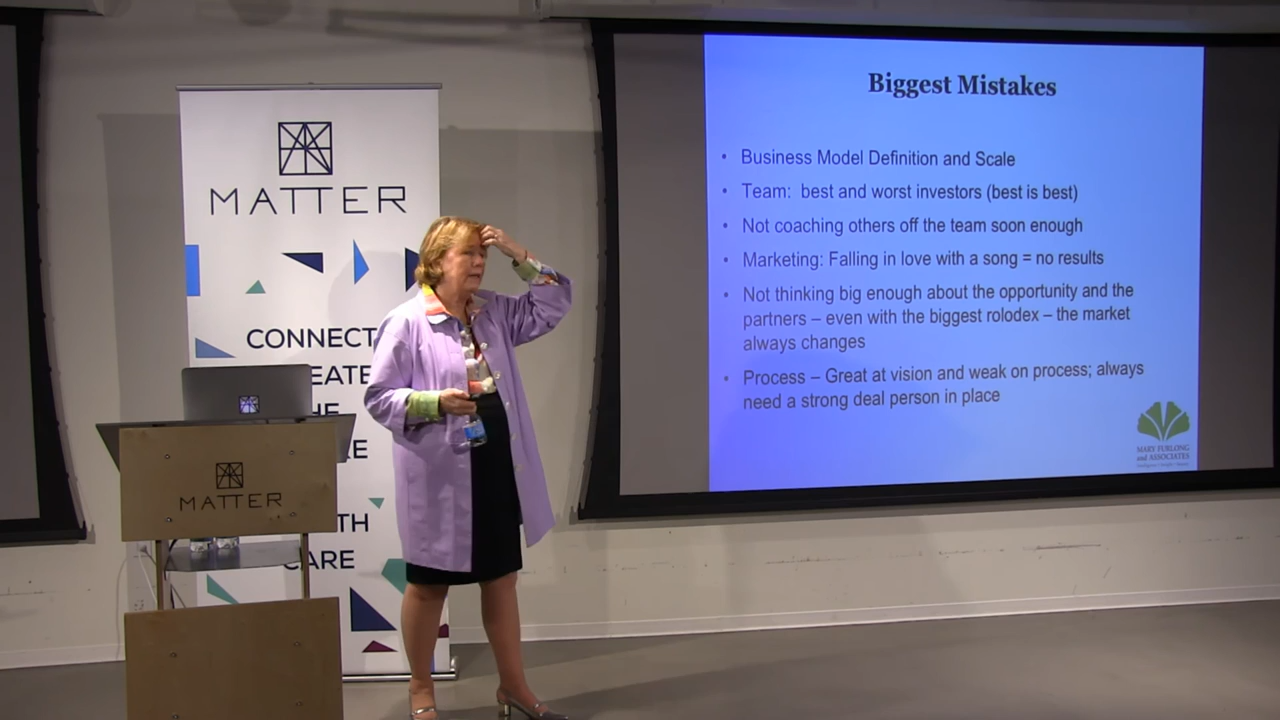 MATTER
CONNECT
EATE
HE
RE
TH
CARE
MATTER
Biggest Mistakes
• Business Model Definition and Scale
• Team: best and worst investors (best is best)
• Not coaching others off the team soon enough
• Marketing: Falling in love with a song = no results
• Not thinking big enough about the opportunity and the
partners – even with the biggest rolodex – the market
always changes
• Process – Great at vision and weak on process; always
need a strong deal person in place
MARY FURLONG
and ASSOCIATES